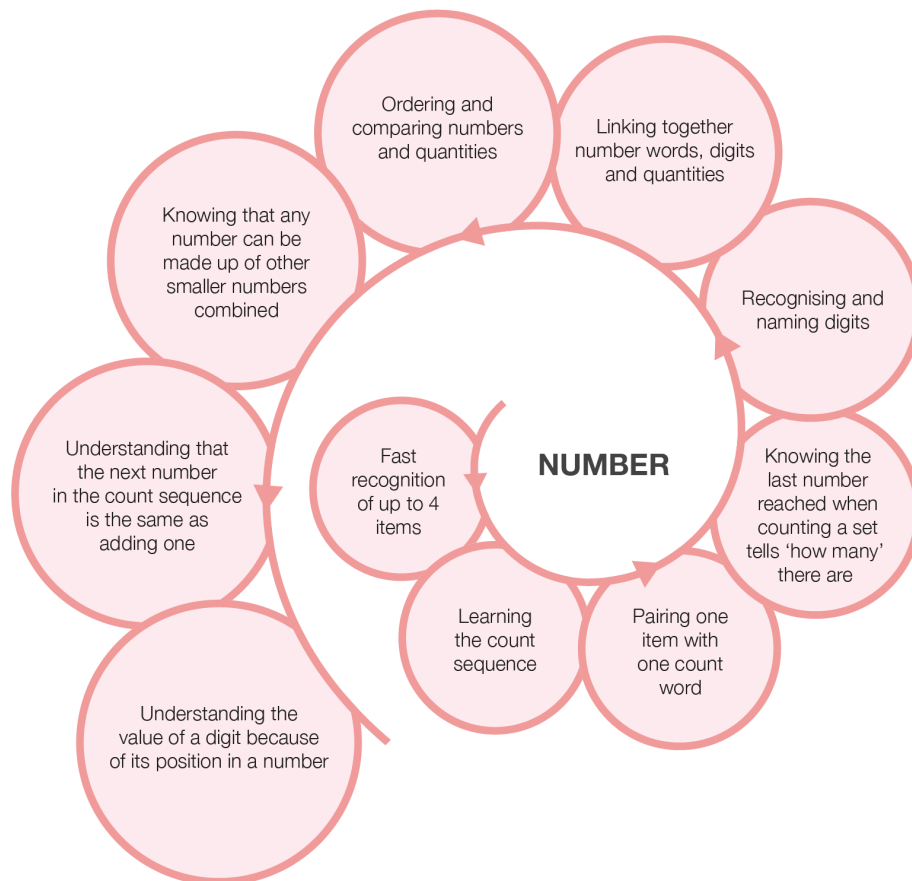 NUMBER
Fast
recognition
of up to 4
items
Learning
the count
sequence
Pairing one
item with
one count
word
Knowing the
last number
reached when
counting a set
tells ‘how many’
there are
Recognising and
naming digits
Linking together
number words, digits
and quantities
Ordering and
comparing numbers
and quantities
Knowing that any
number can be
made up of other
smaller numbers
combined
Understanding that
the next number
in the count sequence
is the same as
adding one
Understanding the
value of a digit because
of its position in a number